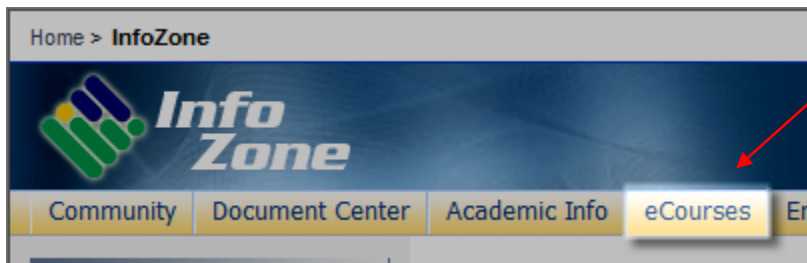 Home > InfoZone
Info
Zone
Community Document Center Academic Info eCourses